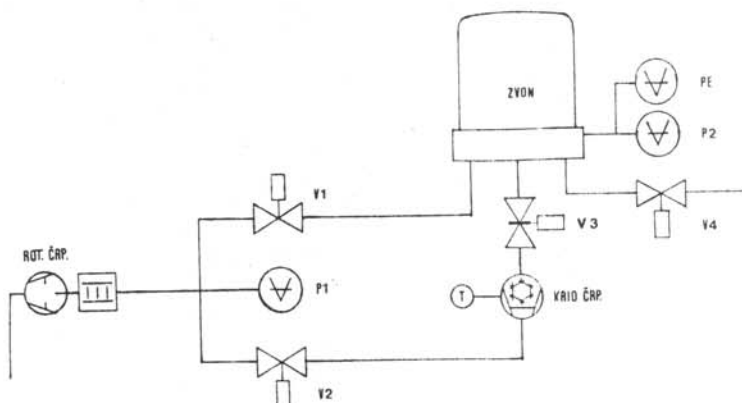 ZVON
PE
P2
V1
V3
V4
ROT. ČRP.
P1
T
KRIO ČRP.
V2